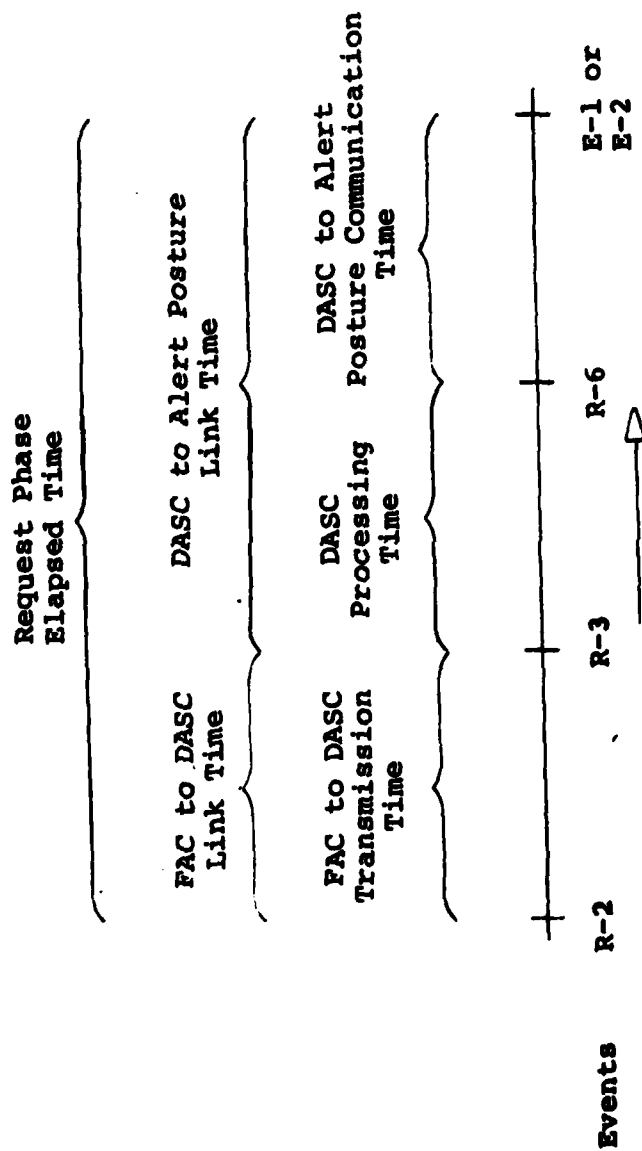 Request Phase
Elapsed Time
FAC to DASC
Link Time
DASC to Alert Posture
Link Time
FAC to DASC
Transmission
Time
DASC
Processing
Time
DASC to Alert
Posture Communication
Time
Events R-2 R-3 R-6 E-1 or
E-2